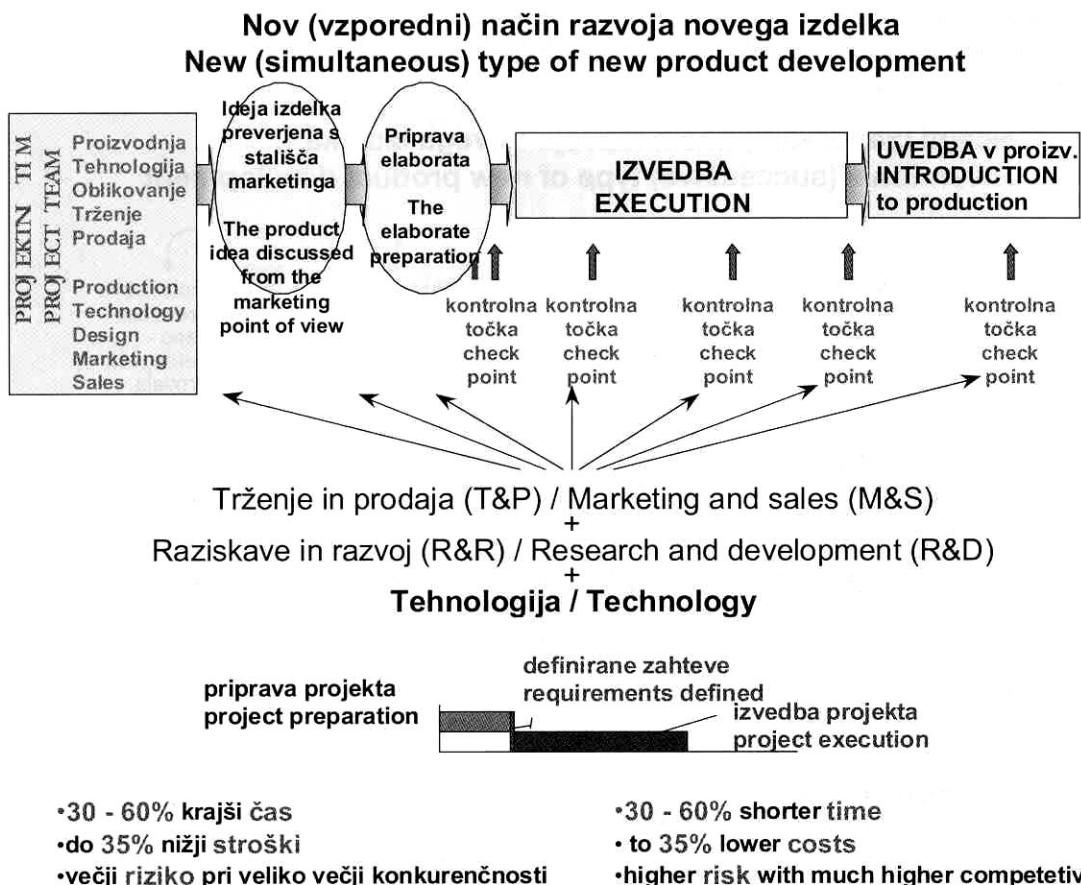 Nov (vzporedni) način razvoja novega izdelka
New (simultaneous) type of new product development
PROJEKTNI TIM
PROJECT TEAM
Proizvodnja
Tehnologija
Oblikovanje
Trženje
Prodaja
Production
Technology
Design
Marketing
Sales
Ideja izdelka
preverjena s
stališča
marketinga
The product
idea discussed
from the
marketing
point of view
Priprava
elaborata
The
elaborate
preparation
IZVEDBA
EXECUTION
UVEDBA v proizv.
INTRODUCTION
to production
kontrolna
točka
check
point
kontrolna
točka
check
point
kontrolna
točka
check
point
kontrolna
točka
check
point
kontrolna
točka
check
point
Trženje in prodaja (T&P) / Marketing and sales (M&S)
+
Raziskave in razvoj (R&R) / Research and development (R&D)
+
Tehnologija / Technology
priprava projekta
project preparation
definirane zahteve
requirements defined
izvedba projekta
project execution
•30 - 60% krajši čas
•do 35% nižji stroški
•večji riziko pri veliko večji konkurenčnosti
•30 - 60% shorter time
• to 35% lower costs
•higher risk with much higher competetiv